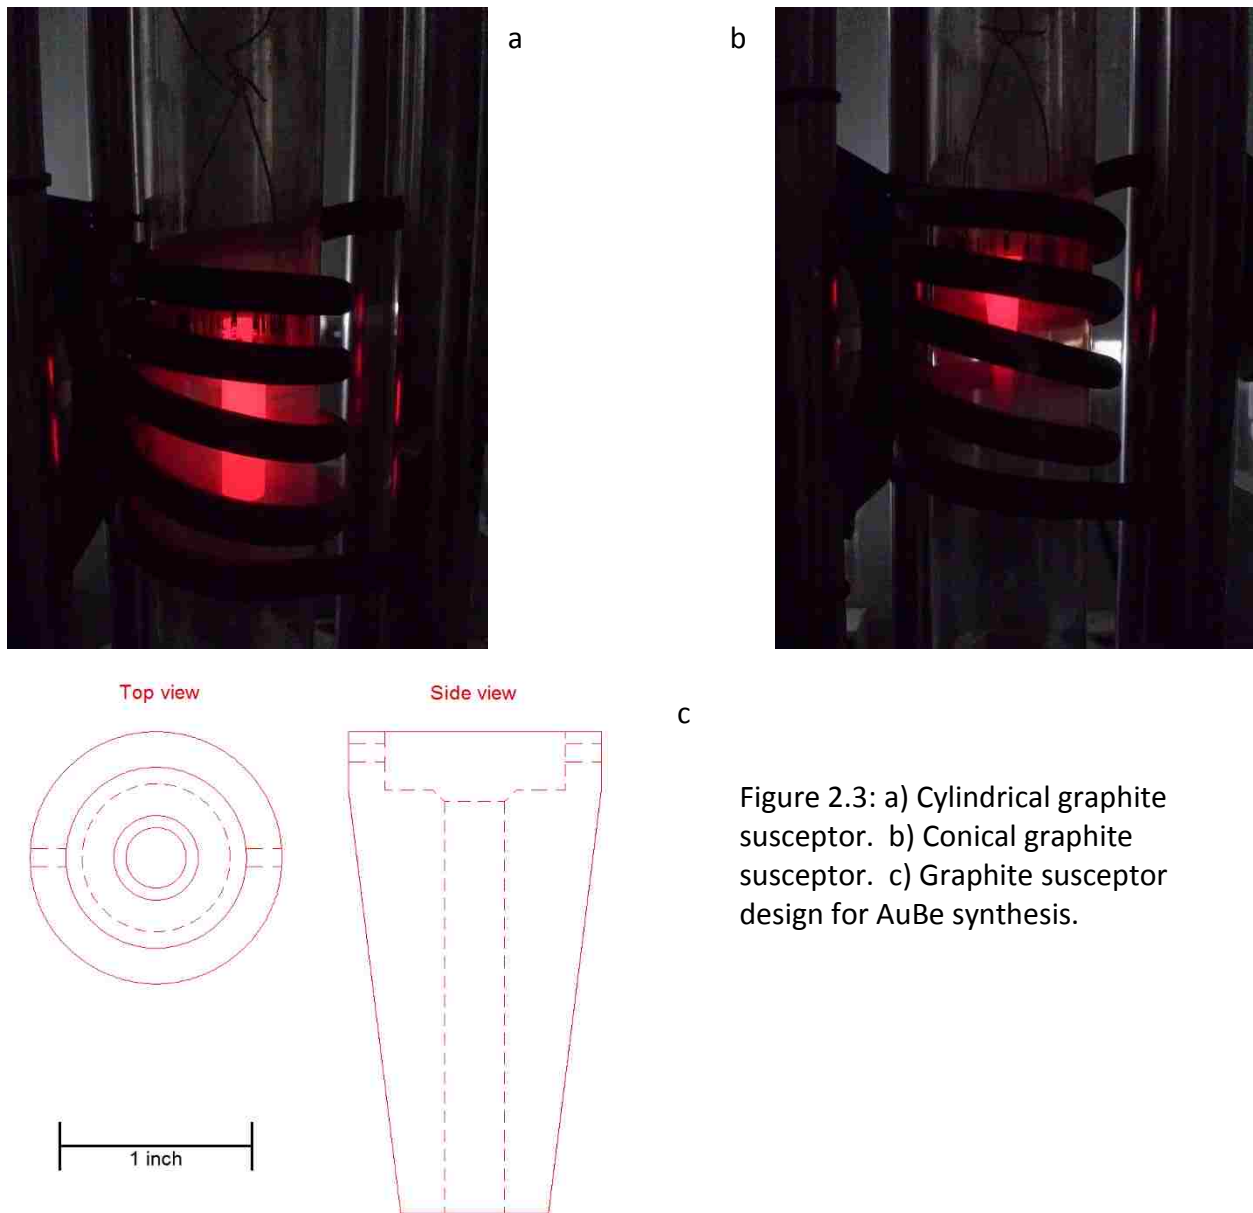 a
b
Top view
Side view
c
1 inch
Figure 2.3: a) Cylindrical graphite
susceptor.  b) Conical graphite
susceptor.  c) Graphite susceptor
design for AuBe synthesis.